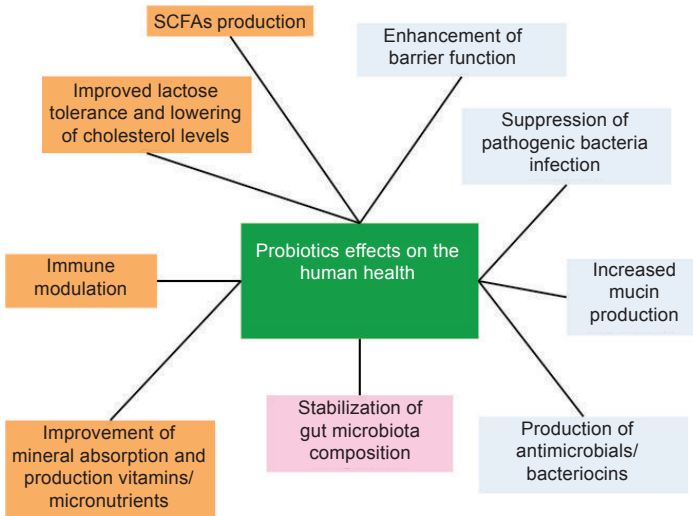 SCFAs production
Enhancement of
barrier function
Improved lactose
tolerance and lowering
of cholesterol levels
Suppression of
pathogenic bacteria
infection
Probiotics effects on the
human health
Immune
modulation
Increased
mucin
production
Stabilization of
gut microbiota
composition
Improvement of
mineral absorption and
production vitamins/
micronutrients
Production of
antimicrobials/
bacteriocins